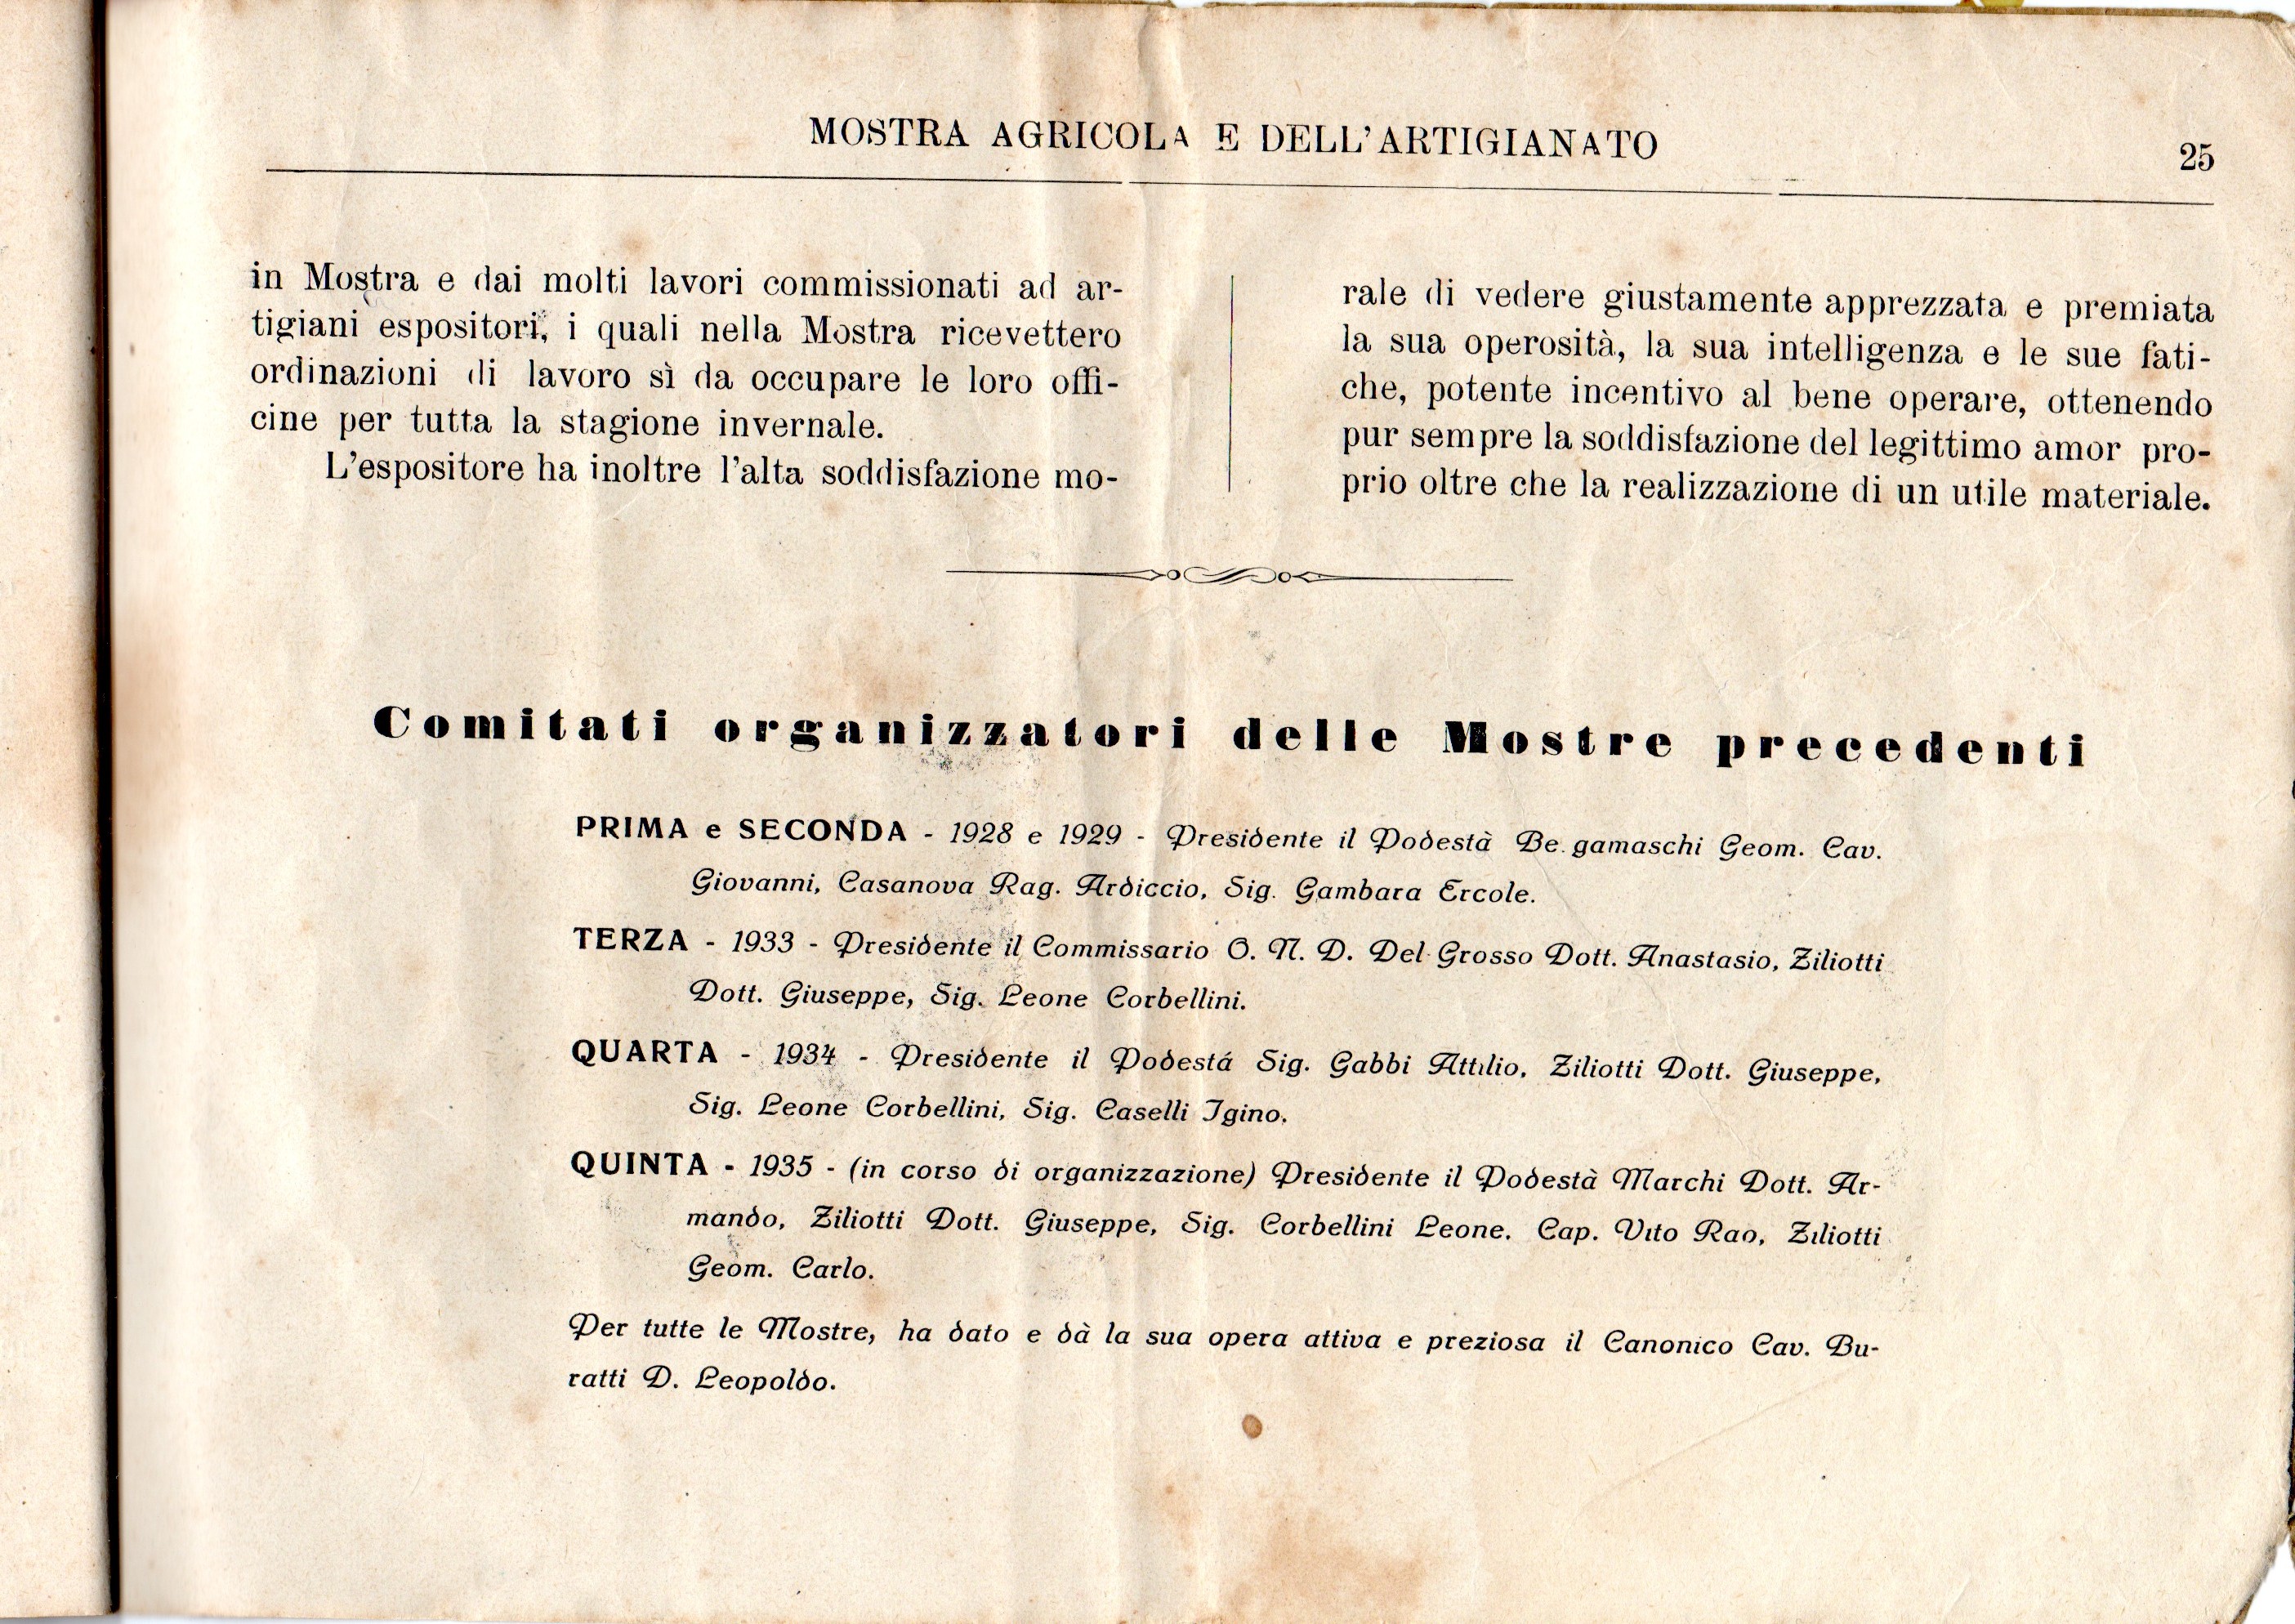 MOSTRA AGRICOLA E DELL'ARTIGIANATO
25
in Mostra e dai molti lavori commissionati ad ar-
tigiani espositori, i quali nella Mostra ricevettero
ordinazioni di lavoro sì da occupare le loro offi-
cine per tutta la stagione invernale.
L'espositore ha inoltre l'alta soddisfazione mo-
rale di vedere giustamente apprezzata e premiata
la sua operosità, la sua intelligenza e le sue fati-
che, potente incentivo al bene operare, ottenendo
pur sempre la soddisfazione del legittimo amor pro-
prio oltre che la realizzazione di un utile materiale.
Comitati organizzatori delle Mostre precedenti
PRIMA e SECONDA - 1928 e 1929 - Presidente il Podestà Be.gamaschi Geom. Cav.
Giovanni, Casanova Rag. Ardiccio, Sig. Gambara Ercole.
TERZA - 1933 - Presidente il Commissario O. N. D. Del Grosso Dott. Anastasio, Ziliotti
Dott. Giuseppe, Sig. Leone Corbellini.
QUARTA - 1934 - Presidente il Podestá Sig. Gabbi Attilio, Ziliotti Dott. Giuseppe,
Sig. Leone Corbellini, Sig. Caselli Igino.
QUINTA - 1935 - (in corso di organizzazione) Presidente il Podestà Marchi Dott. Ar-
mando, Ziliotti Dott. Giuseppe, Sig. Corbellini Leone, Cap. Vito Rao, Ziliotti
Geom. Carlo.
Per tutte le Mostre, ha dato e dà la sua opera attiva e preziosa il Canonico Cav. Bu-
ratti D. Leopoldo.